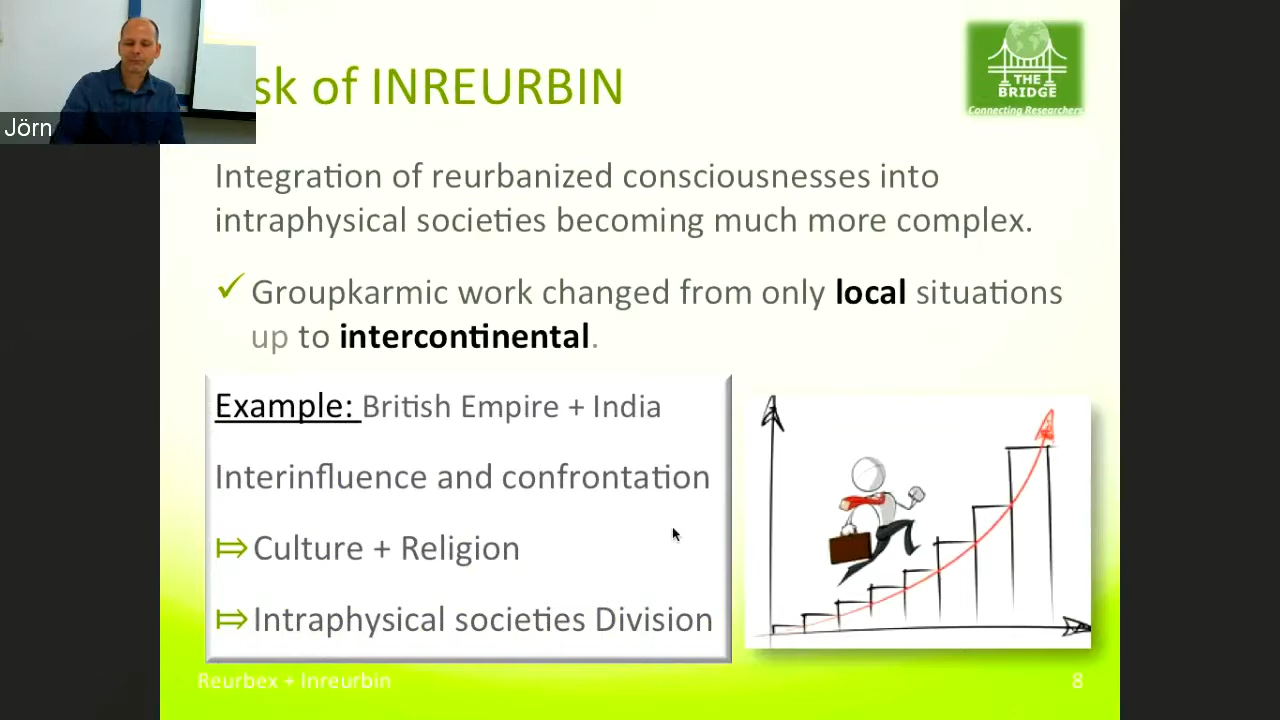 sk of INREURBIN
THE
BRIDGE
Connecting Researchers
Jörn
Integration of reurbanized consciousnesses into
intraphysical societies becoming much more complex.
✓ Groupkarmic work changed from only local situations
up to intercontinental.
Example: British Empire + India
Interinfluence and confrontation
⤇ Culture + Religion
⤇ Intraphysical societies Division
Reurbex + Inreurbin
8